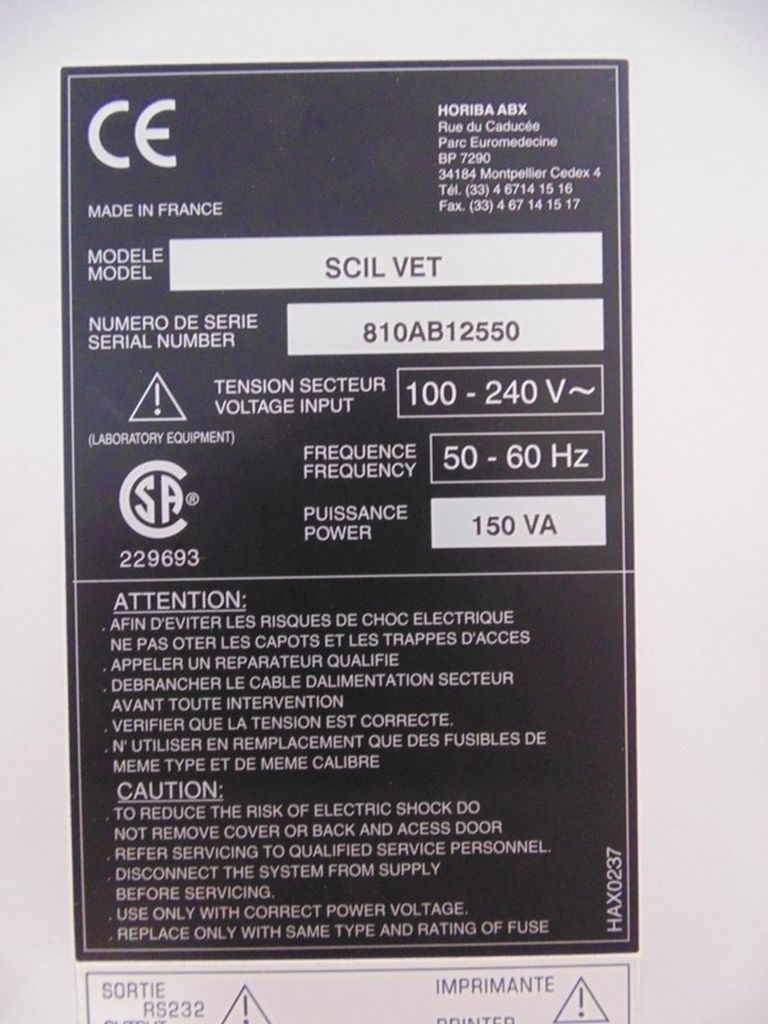 CE
HORIBA ABX
Rue du Caducée
Parc Euromedecine
BP 7290
34184 Montpellier Cedex 4
Tél. (33) 4 6714 15 16
Fax. (33) 4 67 14 15 17
MADE IN FRANCE
MODELE
MODEL
SCIL VET
NUMERO DE SERIE
SERIAL NUMBER
810AB12550
TENSION SECTEUR
VOLTAGE INPUT
100 - 240 V~
(LABORATORY EQUIPMENT)
FREQUENCE
FREQUENCY
50 - 60 Hz
SA ®
229693
PUISSANCE
POWER
150 VA
ATTENTION:
. AFIN D'EVITER LES RISQUES DE CHOC ELECTRIQUE
NE PAS OTER LES CAPOTS ET LES TRAPPES D'ACCES
. APPELER UN REPARATEUR QUALIFIE
. DEBRANCHER LE CABLE DALIMENTATION SECTEUR
AVANT TOUTE INTERVENTION
. VERIFIER QUE LA TENSION EST CORRECTE.
. N' UTILISER EN REMPLACEMENT QUE DES FUSIBLES DE
MEME TYPE ET DE MEME CALIBRE
CAUTION:
. TO REDUCE THE RISK OF ELECTRIC SHOCK DO
NOT REMOVE COVER OR BACK AND ACESS DOOR
. REFER SERVICING TO QUALIFIED SERVICE PERSONNEL.
. DISCONNECT THE SYSTEM FROM SUPPLY
BEFORE SERVICING.
. USE ONLY WITH CORRECT POWER VOLTAGE.
. REPLACE ONLY WITH SAME TYPE AND RATING OF FUSE
HAX0237
SORTIE
RS232
OUTPUT
IMPRIMANTE
PRINTER